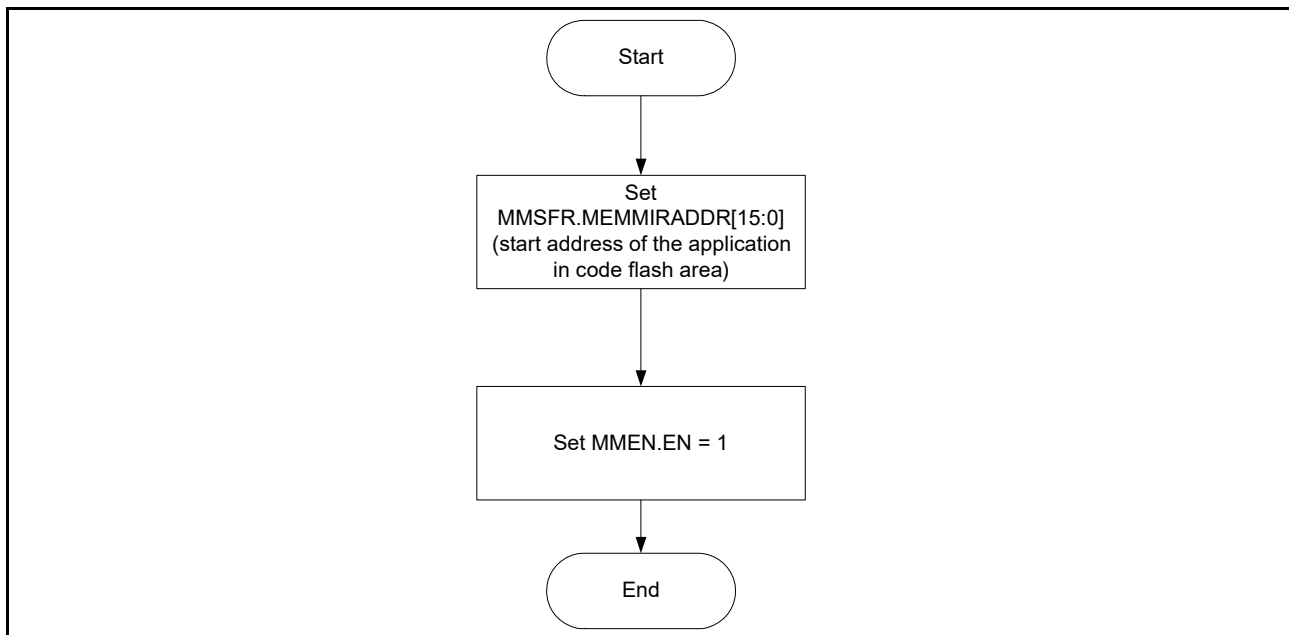 Start
Set
MMSFR.MEMMIRADDR[15:0]
(start address of the application
in code flash area)
Set MMEN.EN = 1
End